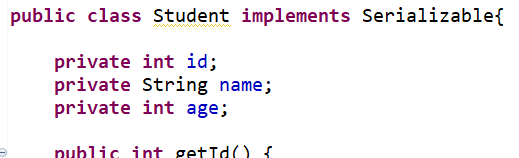 public class Student implements Serializable{
private int id;
private String name;
private int age;
public int getId() {